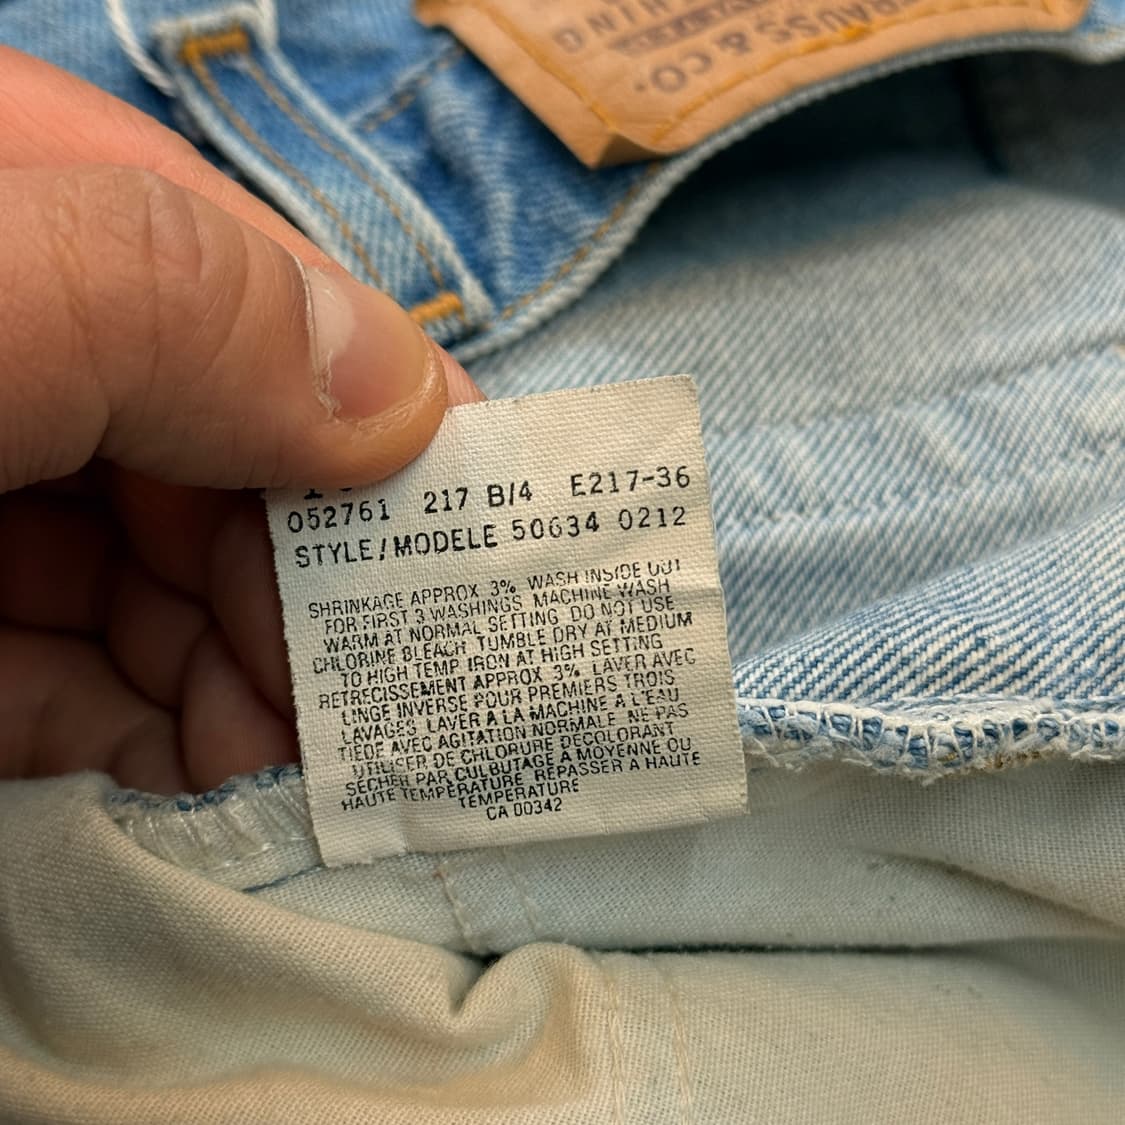 STRAUSS & CO.
052761 217 B/4 E217-36
STYLE/MODELE 50634 0212
SHRINKAGE APPROX 3% WASH INSIDE OUT
FOR FIRST 3 WASHINGS MACHINE WASH
WARM AT NORMAL SETTING DO NOT USE
CHLORINE BLEACH TUMBLE DRY AT MEDIUM
TO HIGH TEMP IRON AT HIGH SETTING
RETRECISSEMENT APPROX 3% LAVER AVEC
LINGE INVERSE POUR PREMIERS TROIS
LAVAGES LAVER A LA MACHINE A L'EAU
TIEDE AVEC AGITATION NORMALE NE PAS
UTILISER DE CHLORURE DECOLORANT
SECHER PAR CULBUTAGE A MOYENNE OU
HAUTE TEMPERATURE REPASSER A HAUTE
TEMPERATURE
CA 00342